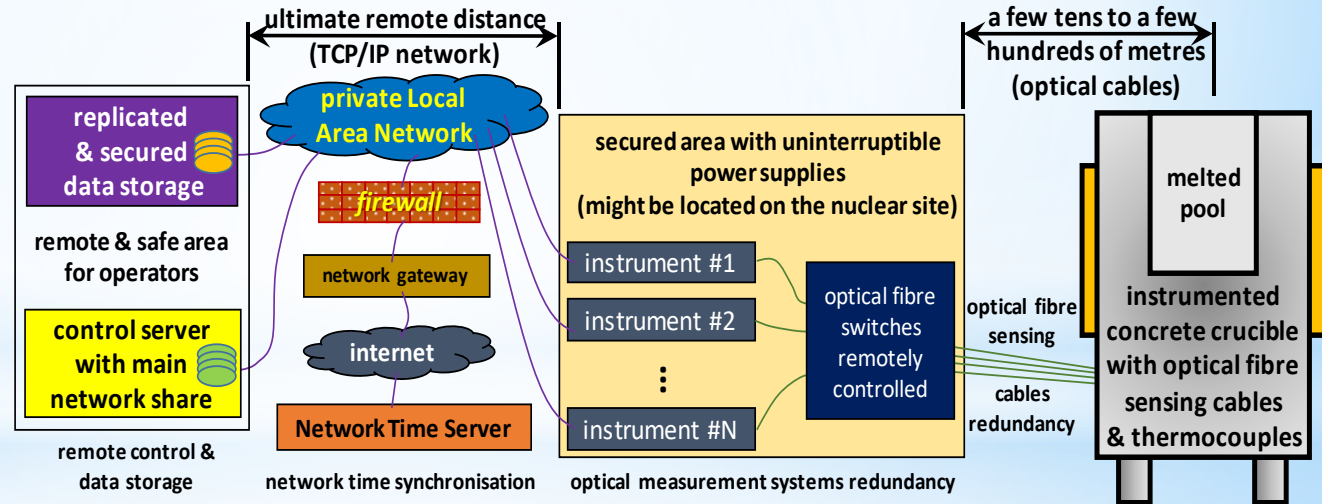 ultimate remote distance
(TCP/IP network)
a few tens to a few
hundreds of metres
(optical cables)
replicated
& secured
data storage
remote & safe area
for operators
control server
with main
network share
remote control &
data storage
private Local
Area Network
firewall
network gateway
internet
Network Time Server
network time synchronisation
secured area with uninterruptible
power supplies
(might be located on the nuclear site)
instrument #1
instrument #2
⋮
instrument #N
optical fibre
switches
remotely
controlled
optical measurement systems redundancy
optical fibre
sensing
cables
redundancy
melted
pool
instrumented
concrete crucible
with optical fibre
sensing cables
& thermocouples